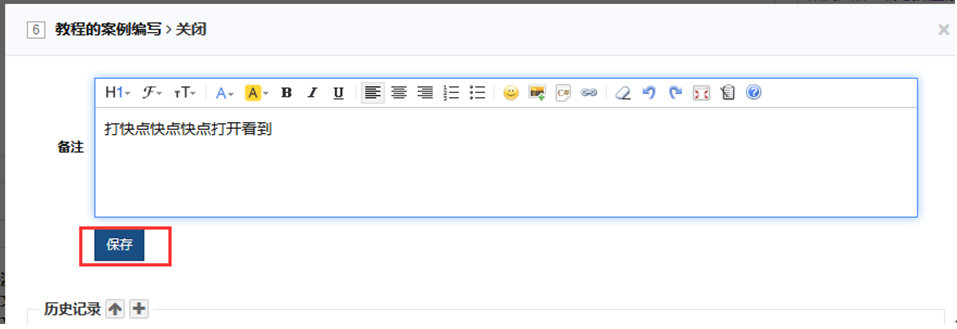 6 教程的案例编写 > 关闭
H1 ℱ тT A A B I U C#
打快点快点快点打开看到
备注
保存
历史记录